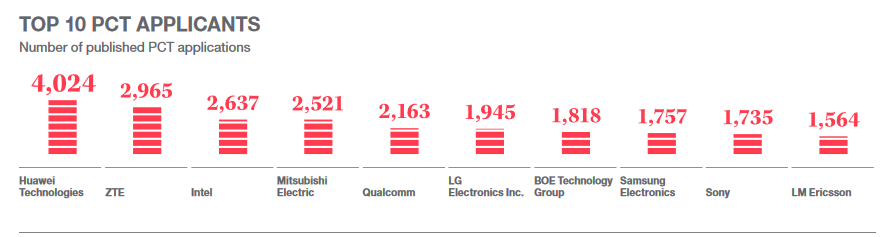 TOP 10 PCT APPLICANTS
Number of published PCT applications
4,024
2,965
2,637
2,521
2,163
1,945
1,818
1,757
1,735
1,564
Huawei
Technologies
ZTE
Intel
Mitsubishi
Electric
Qualcomm
LG
Electronics Inc.
BOE Technology
Group
Samsung
Electronics
Sony
LM Ericsson